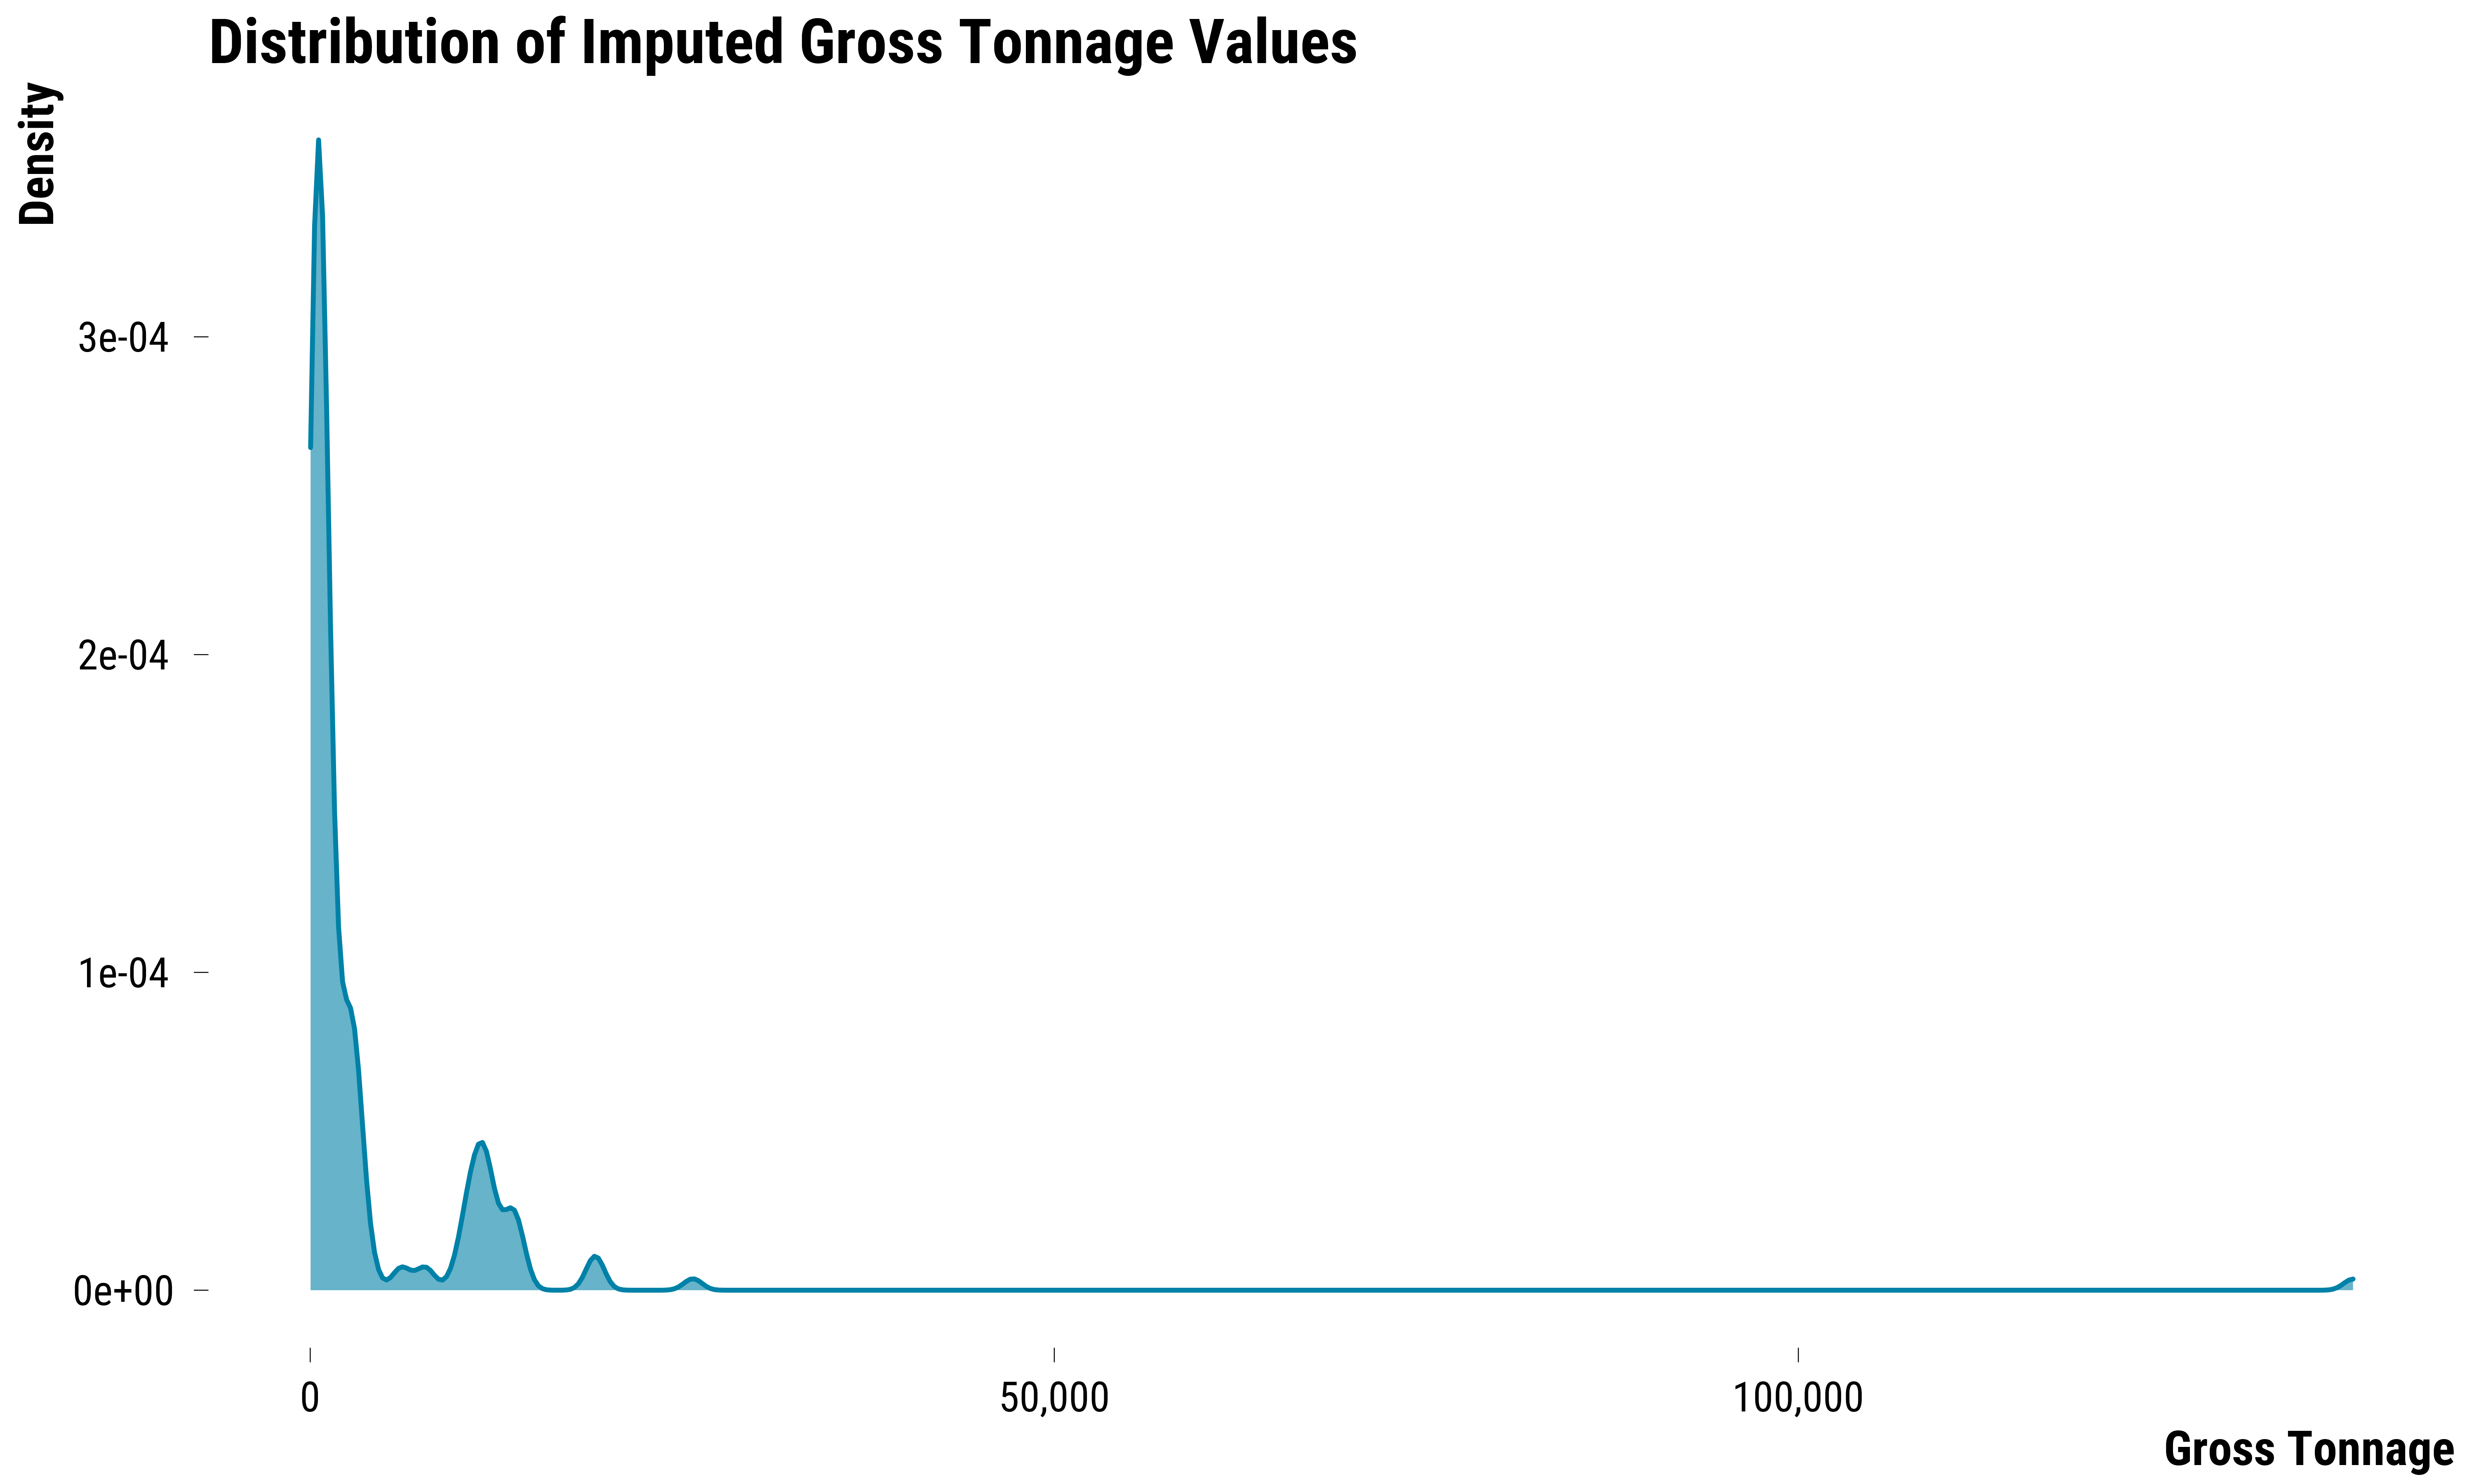 Distribution of Imputed Gross Tonnage Values
Density
3e-04
2e-04
1e-04
0e+00
0
50,000
100,000
Gross Tonnage